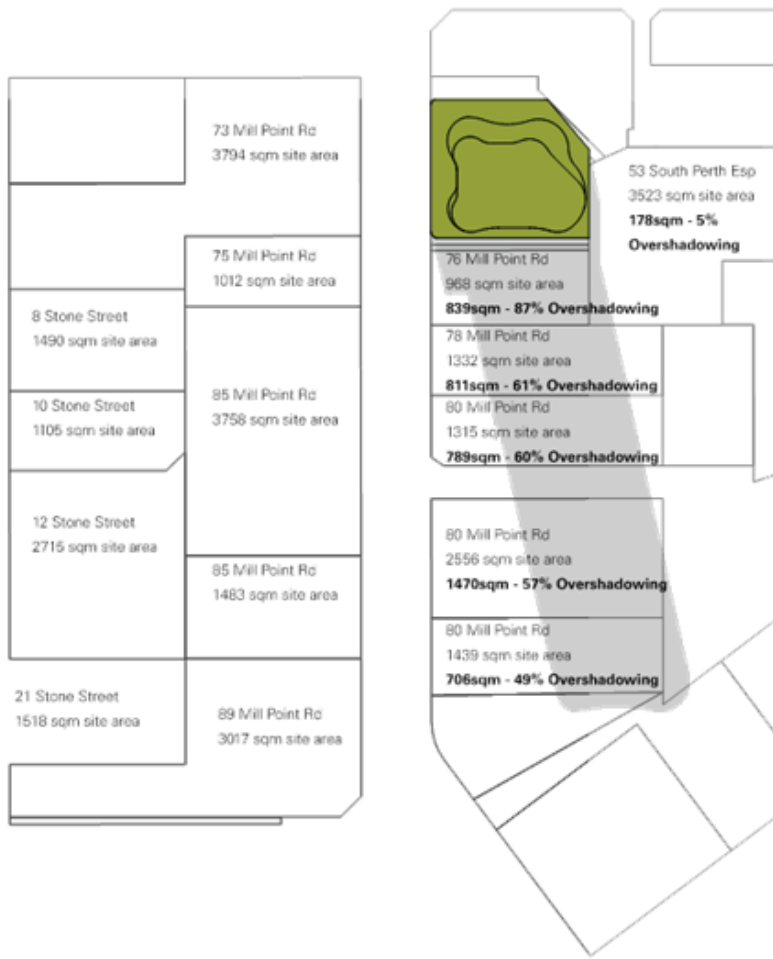 73 Mill Point Rd
3794 sqm site area
75 Mill Point Rd
1012 sqm site area
8 Stone Street
1490 sqm site area
10 Stone Street
1105 sqm site area
85 Mill Point Rd
3758 sqm site area
12 Stone Street
2715 sqm site area
85 Mill Point Rd
1483 sqm site area
21 Stone Street
1518 sqm site area
89 Mill Point Rd
3017 sqm site area
53 South Perth Esp
3523 sqm site area
178sqm - 5%
Overshadowing
76 Mill Point Rd
968 sqm site area
839sqm - 87% Overshadowing
78 Mill Point Rd
1332 sqm site area
811sqm - 61% Overshadowing
80 Mill Point Rd
1315 sqm site area
789sqm - 60% Overshadowing
80 Mill Point Rd
2556 sqm site area
1470sqm - 57% Overshadowing
80 Mill Point Rd
1439 sqm site area
706sqm - 49% Overshadowing